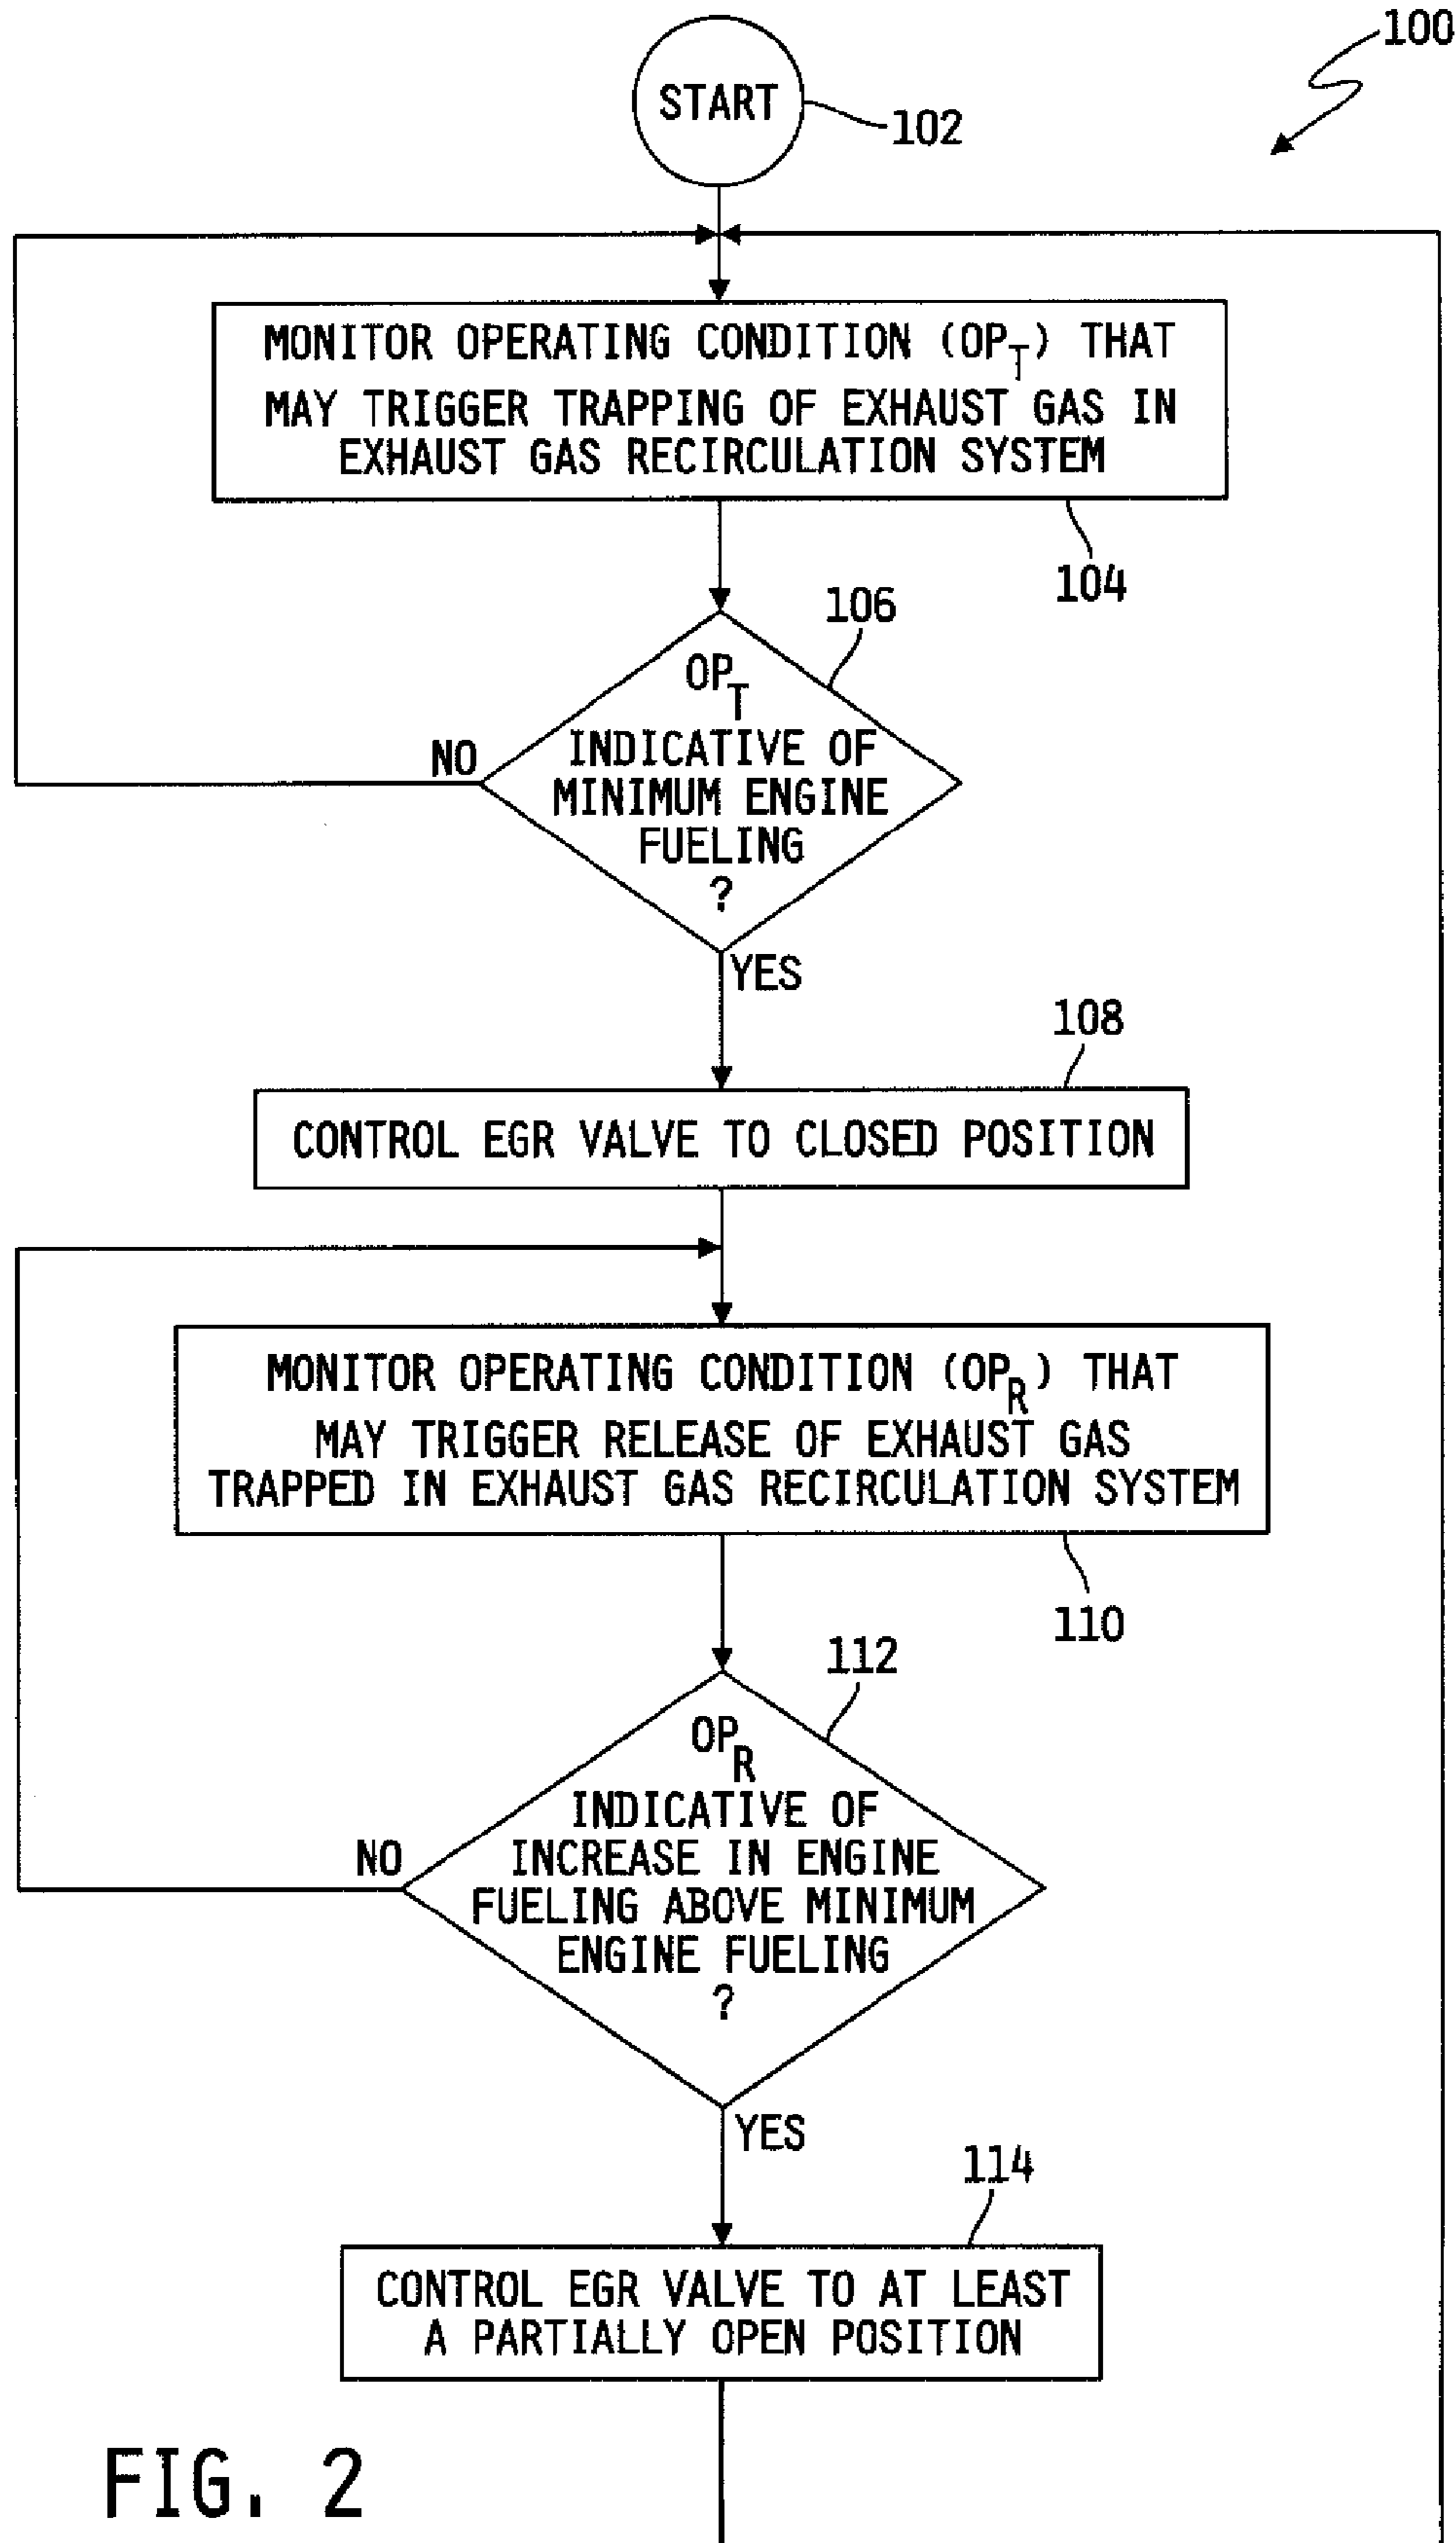 100
START
102
MONITOR OPERATING CONDITION (OP_T) THAT
MAY TRIGGER TRAPPING OF EXHAUST GAS IN
EXHAUST GAS RECIRCULATION SYSTEM
104
106
OP_T
INDICATIVE OF
MINIMUM ENGINE
FUELING
?
NO
YES
108
CONTROL EGR VALVE TO CLOSED POSITION
MONITOR OPERATING CONDITION (OP_R) THAT
MAY TRIGGER RELEASE OF EXHAUST GAS
TRAPPED IN EXHAUST GAS RECIRCULATION SYSTEM
110
112
OP_R
INDICATIVE OF
INCREASE IN ENGINE
FUELING ABOVE MINIMUM
ENGINE FUELING
?
NO
YES
114
CONTROL EGR VALVE TO AT LEAST
A PARTIALLY OPEN POSITION
FIG. 2